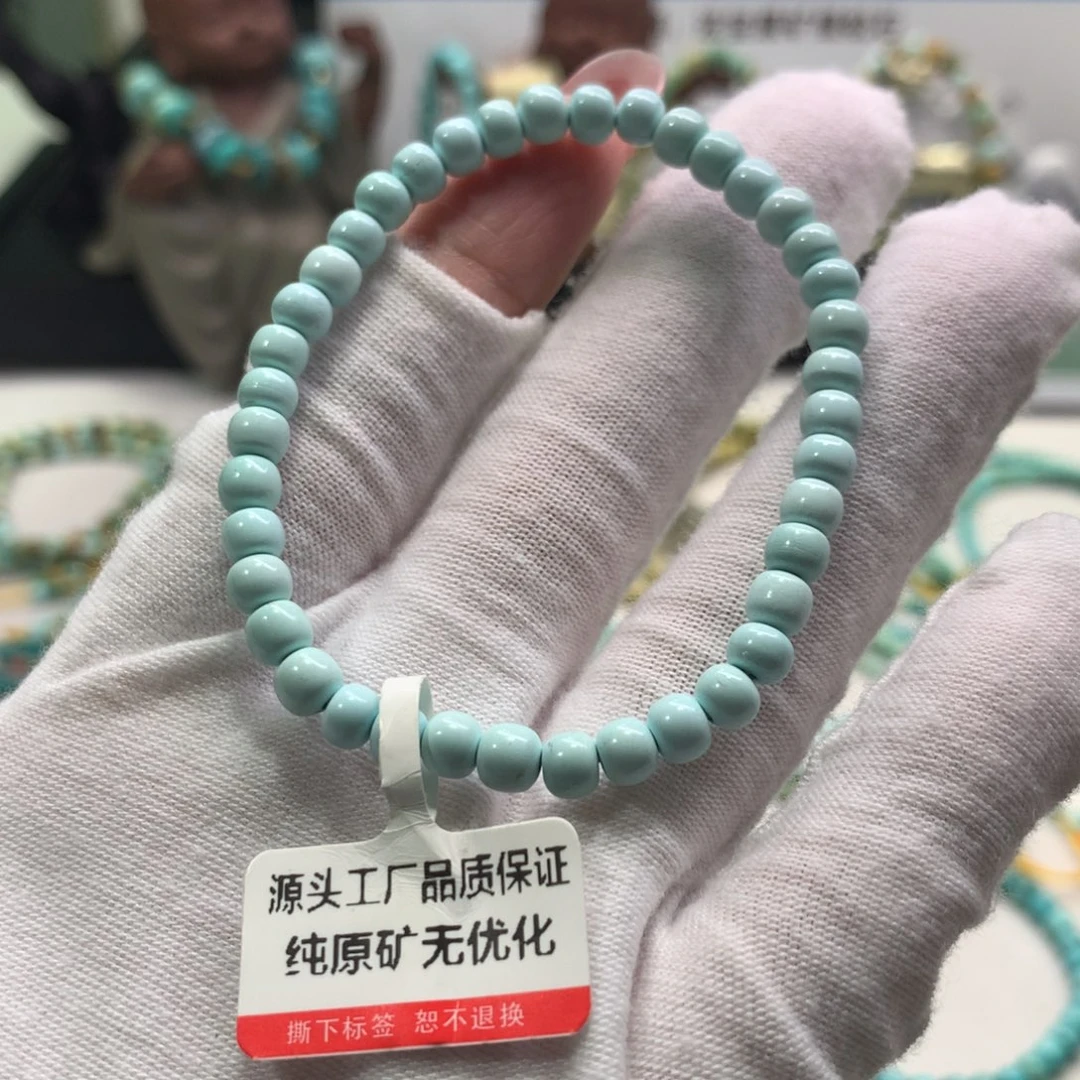 源头工厂品质保证
纯原矿无优化
撕下标签 恕不退换